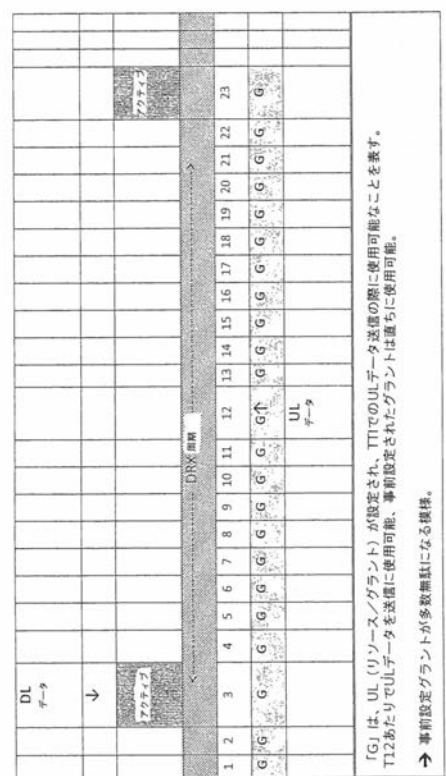 DL
データ
↓
アクティブ
アクティブ
DRX 周期
1 2 3 4 5 6 7 8 9 10 11 12 13 14 15 16 17 18 19 20 21 22 23
G G G G G G G G G G G G↑ G G G G G G G G G G G
UL
データ
「G」は、UL（リソース／グラント）が設定され、TTIでのULデータ送信の際に使用可能なことを表す。
T12あたりでULデータを送信に使用可能、事前設定されたグラントは直ちに使用可能。
→ 事前設定グラントが多数無駄になる模様。